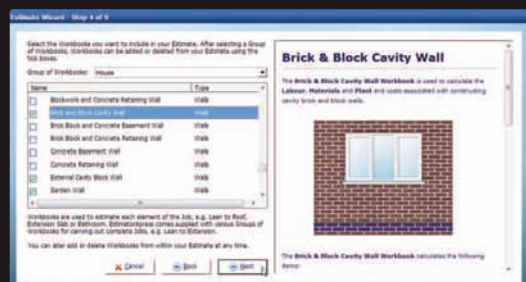 Estimate Wizard - Step 4 of 9
Select the Workbooks you want to include in your Estimate. After selecting a Group
of Workbooks, Workbooks can be added or deleted from your Estimate using the
tick boxes.
Group of Workbooks: House
Name Type
Blockwork and Concrete Retaining Wall Walls
Brick and Block Cavity Wall Walls
Brick Block and Concrete Basement Wall Walls
Brick Block and Concrete Retaining Wall Walls
Concrete Basement Wall Walls
Concrete Retaining Wall Walls
External Cavity Block Wall Walls
Garden Wall Walls
Workbooks are used to estimate each element of the Job, e.g. Lean to Roof,
Extension Slab or Bathroom. EstimatorXpress comes supplied with various Groups of
Workbooks for carrying out complete Jobs, e.g. Lean to Extension.
You can later add or delete Workbooks from within your Estimate at any time.
Cancel Back Next
Brick & Block Cavity Wall
The Brick & Block Cavity Wall Workbook is used to calculate the
Labour, Materials and Plant and costs associated with constructing
cavity brick and block walls.
The Brick & Block Cavity Wall Workbook calculates the following
items: